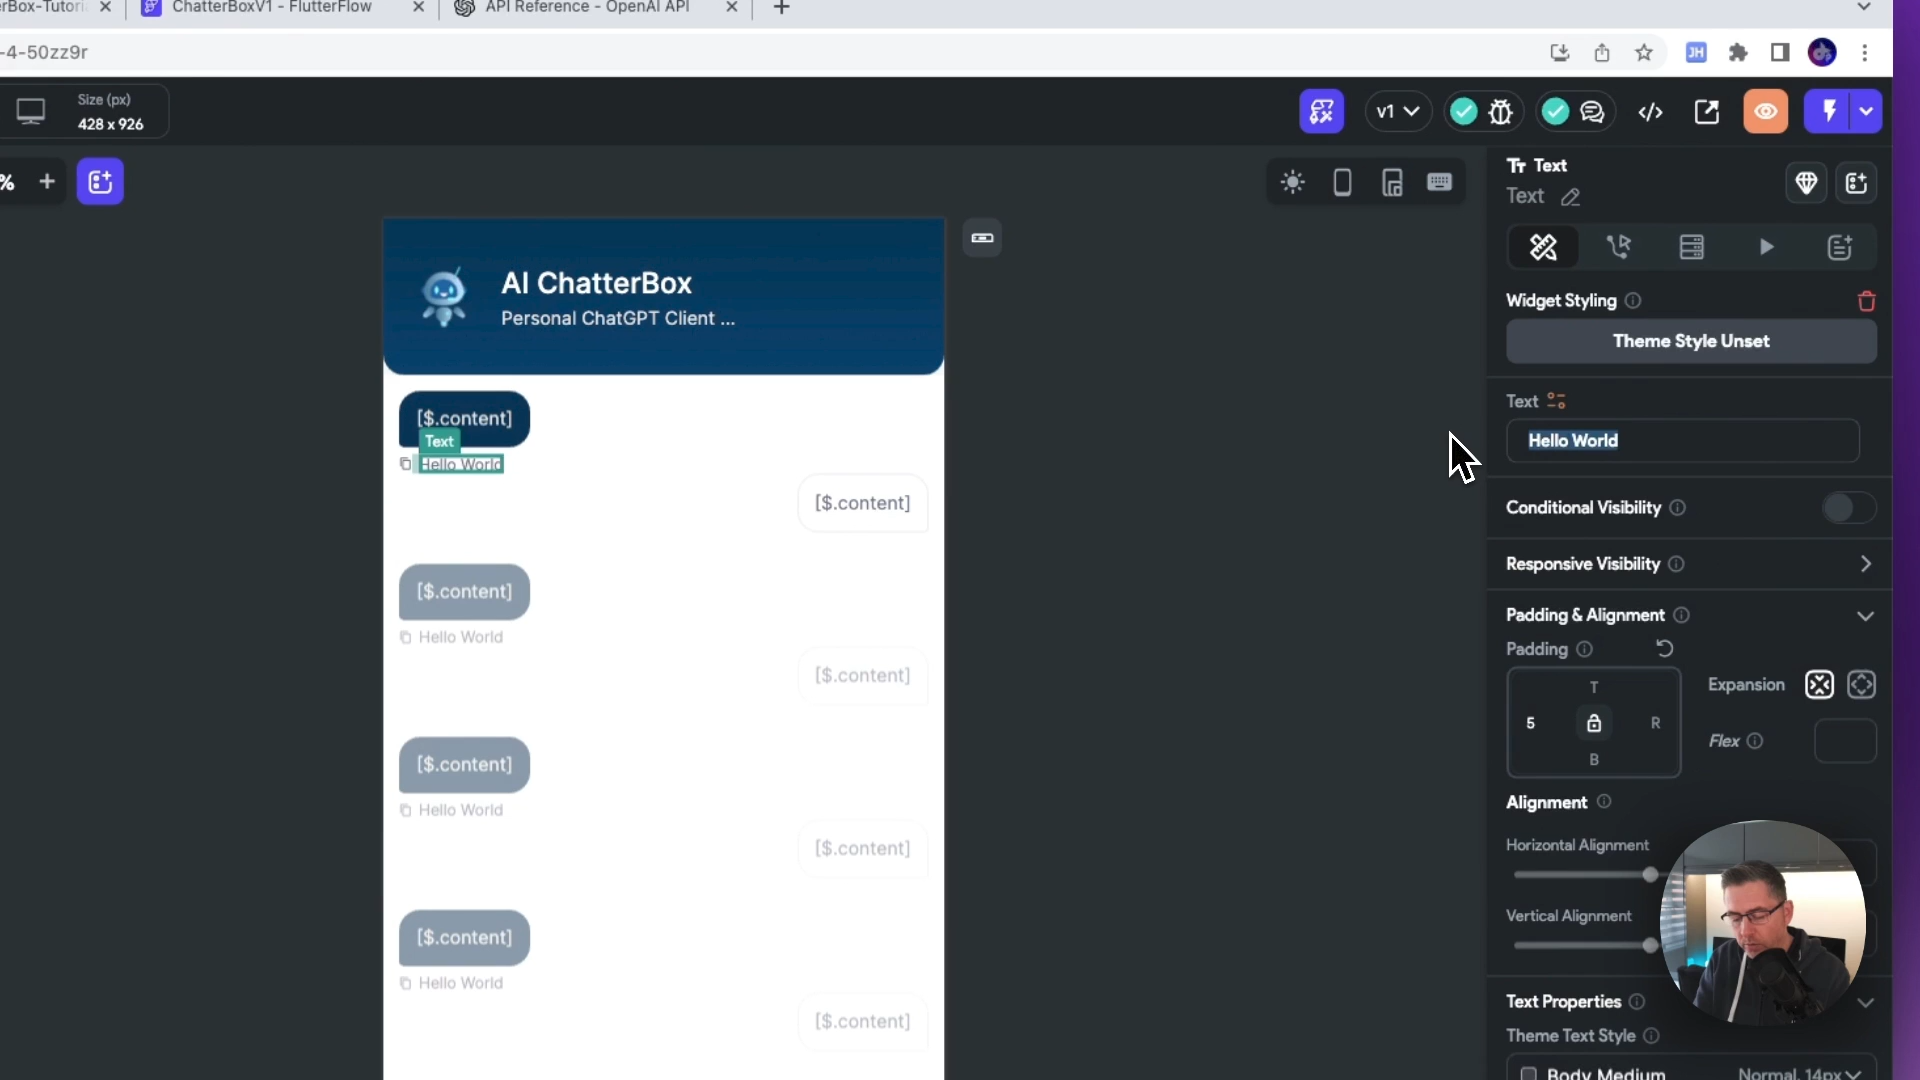 rBox-Tutori
ChatterBoxV1 - FlutterFlow
API Reference - OpenAI API
-4-50zz9r
JH
Size (px)
428 x 926
v1
%
Tт Text
Text
AI ChatterBox
Personal ChatGPT Client ...
Widget Styling
Theme Style Unset
Text
Hello World
[$.content]
Text
Hello World
[$.content]
Conditional Visibility
Responsive Visibility
[$.content]
Hello World
Padding & Alignment
Padding
[$.content]
T
Expansion
5
R
Flex
B
[$.content]
Hello World
Alignment
[$.content]
Horizontal Alignment
Vertical Alignment
[$.content]
Hello World
Text Properties
[$.content]
Theme Text Style
Body Medium
Normal, 14px